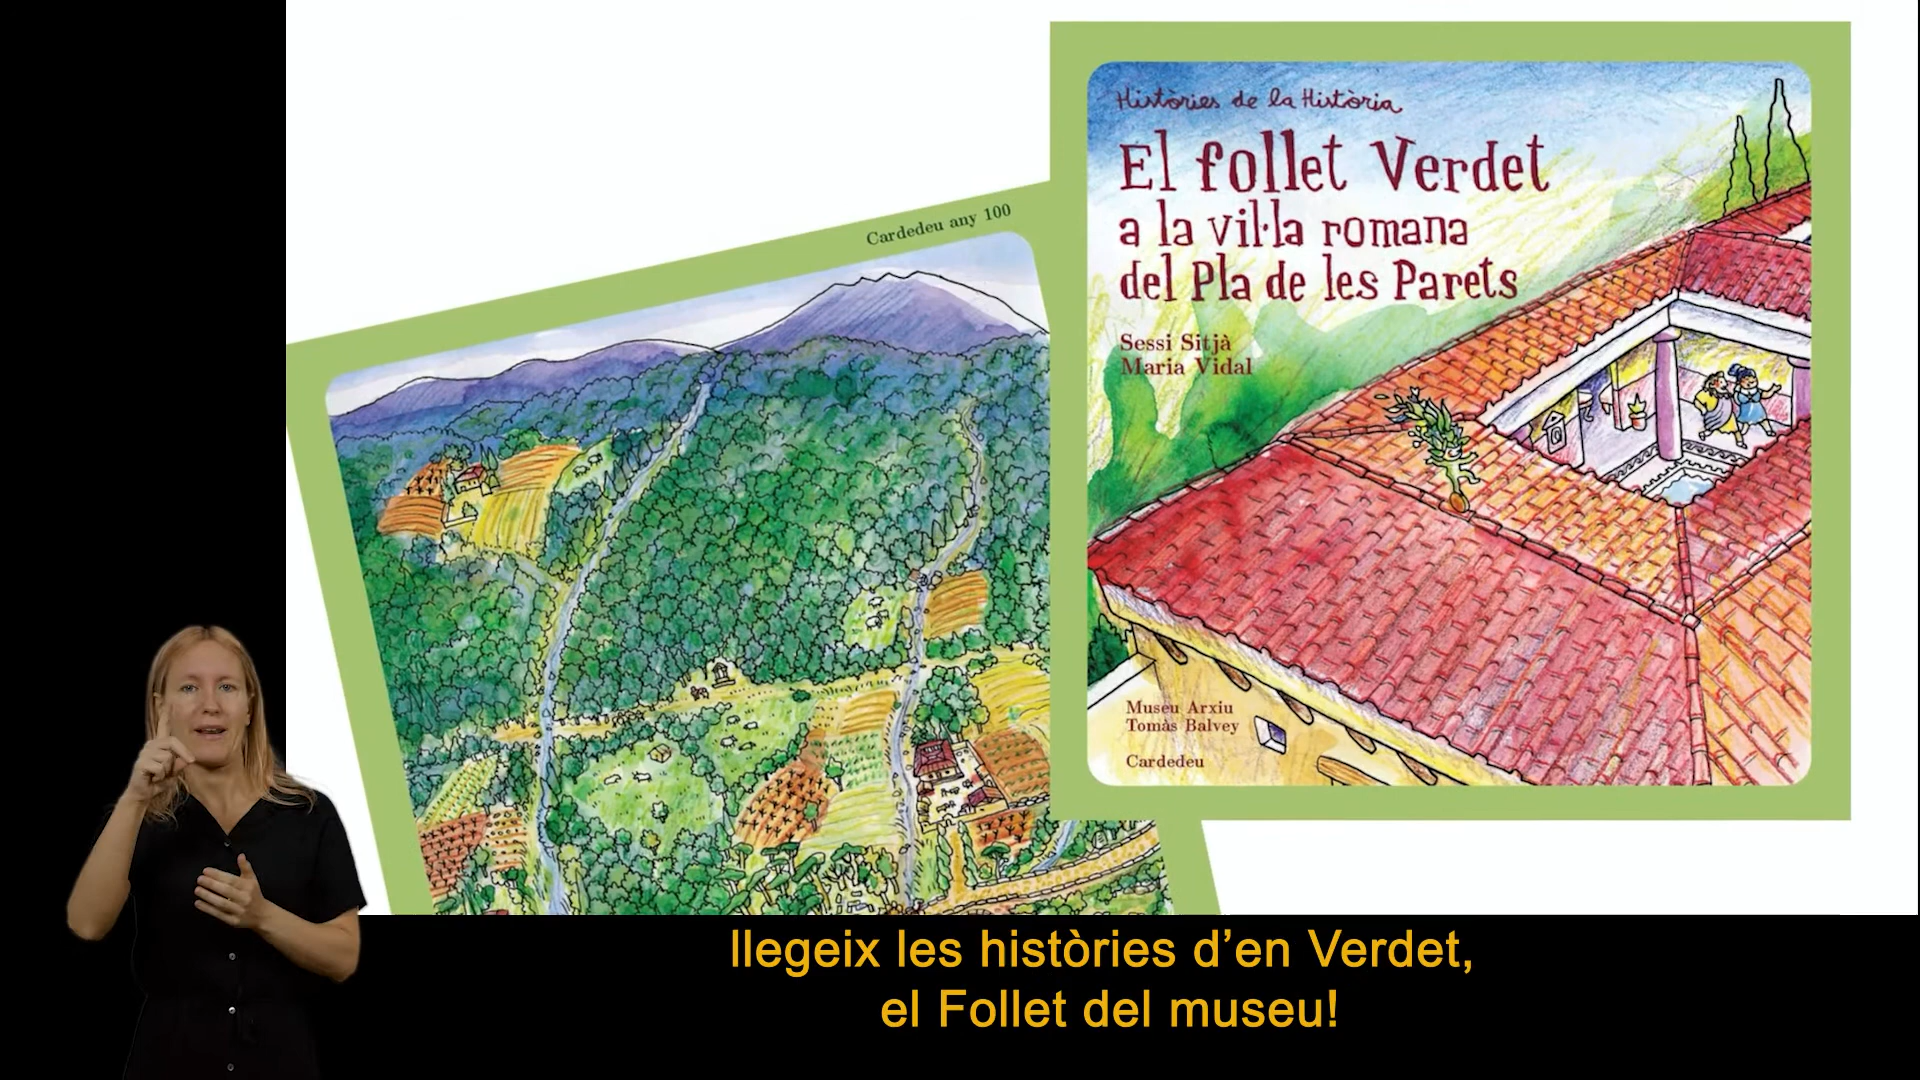 Cardedeu any 100
Històries de la Història
El follet Verdet
a la vil·la romana
del Pla de les Parets
Sessi Sitjà
Maria Vidal
Museu Arxiu
Tomàs Balvey
Cardedeu
llegeix les històries d’en Verdet,
el Follet del museu!